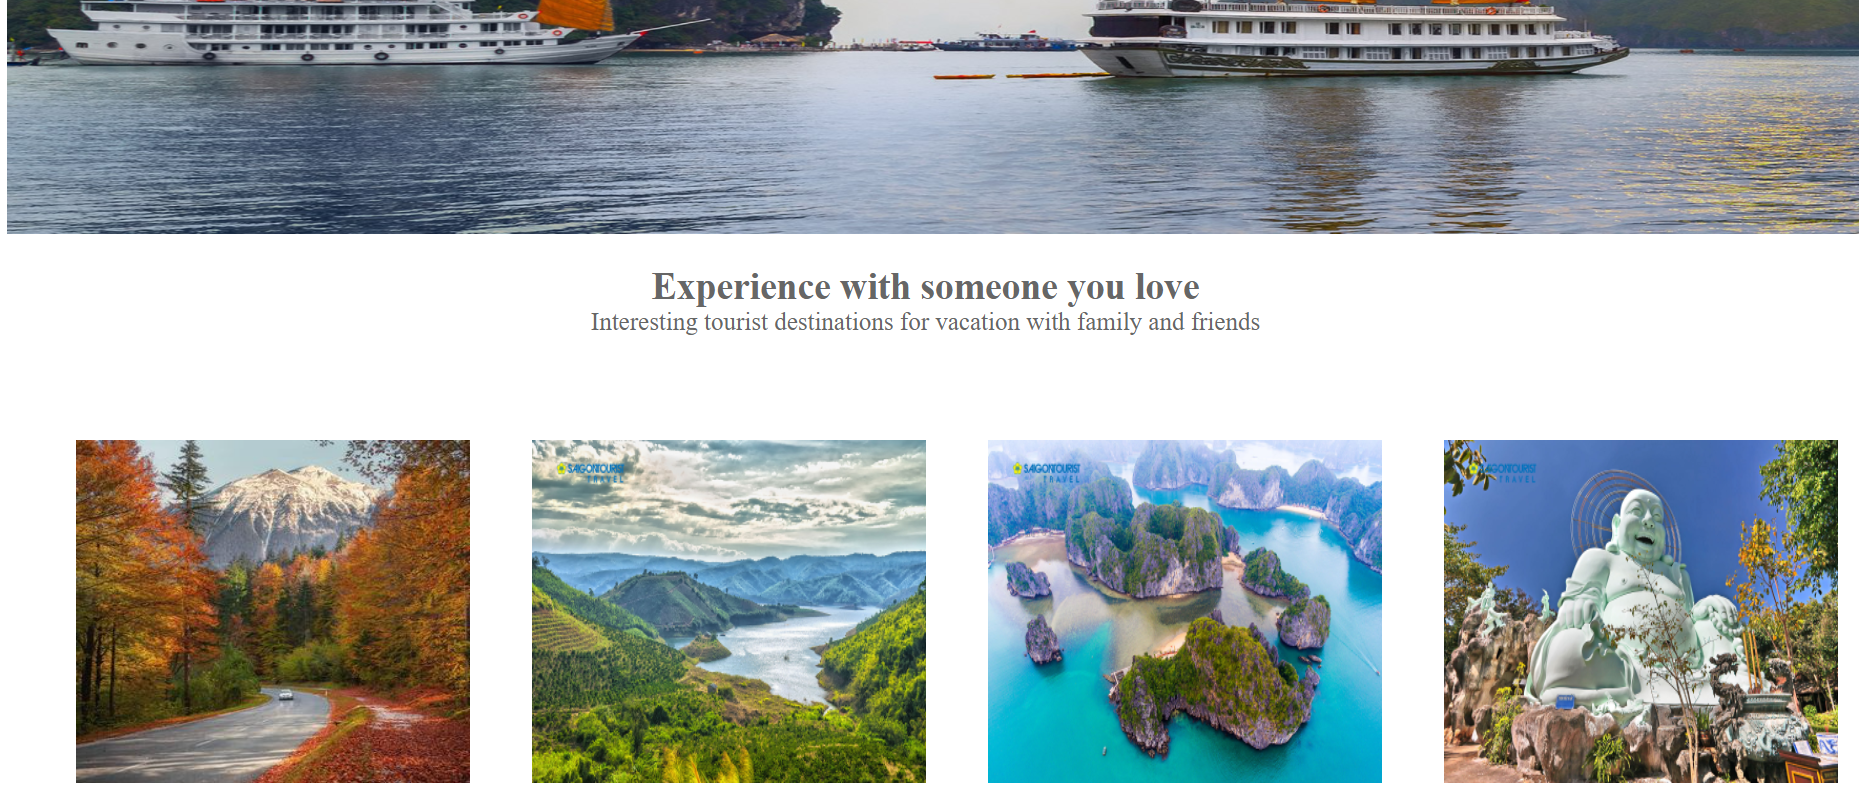 Experience with someone you love
Interesting tourist destinations for vacation with family and friends
SAIGONTOURIST
TRAVEL
SAIGONTOURIST
TRAVEL
SAIGONTOURIST
TRAVEL